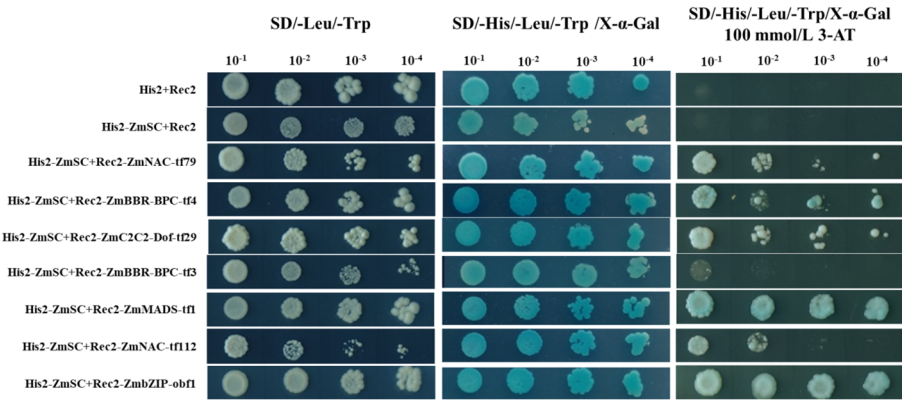 SD/-Leu/-Trp
SD/-His/-Leu/-Trp /X-α-Gal
SD/-His/-Leu/-Trp/X-α-Gal
100 mmol/L 3-AT
10⁻¹ 10⁻² 10⁻³ 10⁻⁴ 10⁻¹ 10⁻² 10⁻³ 10⁻⁴ 10⁻¹ 10⁻² 10⁻³ 10⁻⁴
His2+Rec2
His2-ZmSC+Rec2
His2-ZmSC+Rec2-ZmNAC-tf79
His2-ZmSC+Rec2-ZmBBR-BPC-tf4
His2-ZmSC+Rec2-ZmC2C2-Dof-tf29
His2-ZmSC+Rec2-ZmBBR-BPC-tf3
His2-ZmSC+Rec2-ZmMADS-tf1
His2-ZmSC+Rec2-ZmNAC-tf112
His2-ZmSC+Rec2-ZmbZIP-obf1